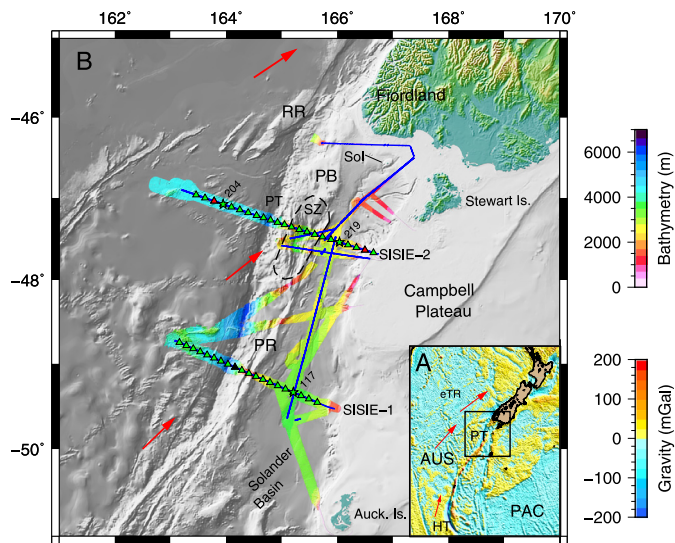 162° 164° 166° 168° 170°
B
Fiordland
−46°
RR
Sol
PB
204
PT
SZ
Stewart Is.
219
SISIE−2
−48°
Campbell
Plateau
PR
117
SISIE−1
−50°
Solander
Basin
Auck. Is.
A
eTR
PT
AUS
HT
PAC
6000
4000
2000
0
Bathymetry (m)
200
100
0
−100
−200
Gravity (mGal)